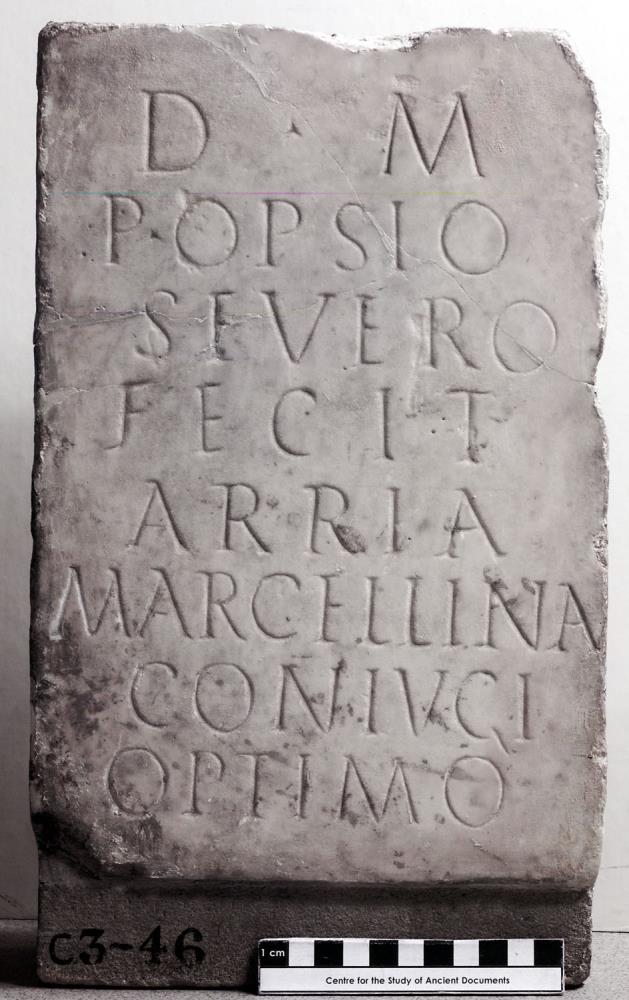 D · M
POPSIO
SEVERO
FECIT
ARRIA
MARCELLINA
CONIVGI
OPTIMO
C3-46
1 cm
Centre for the Study of Ancient Documents